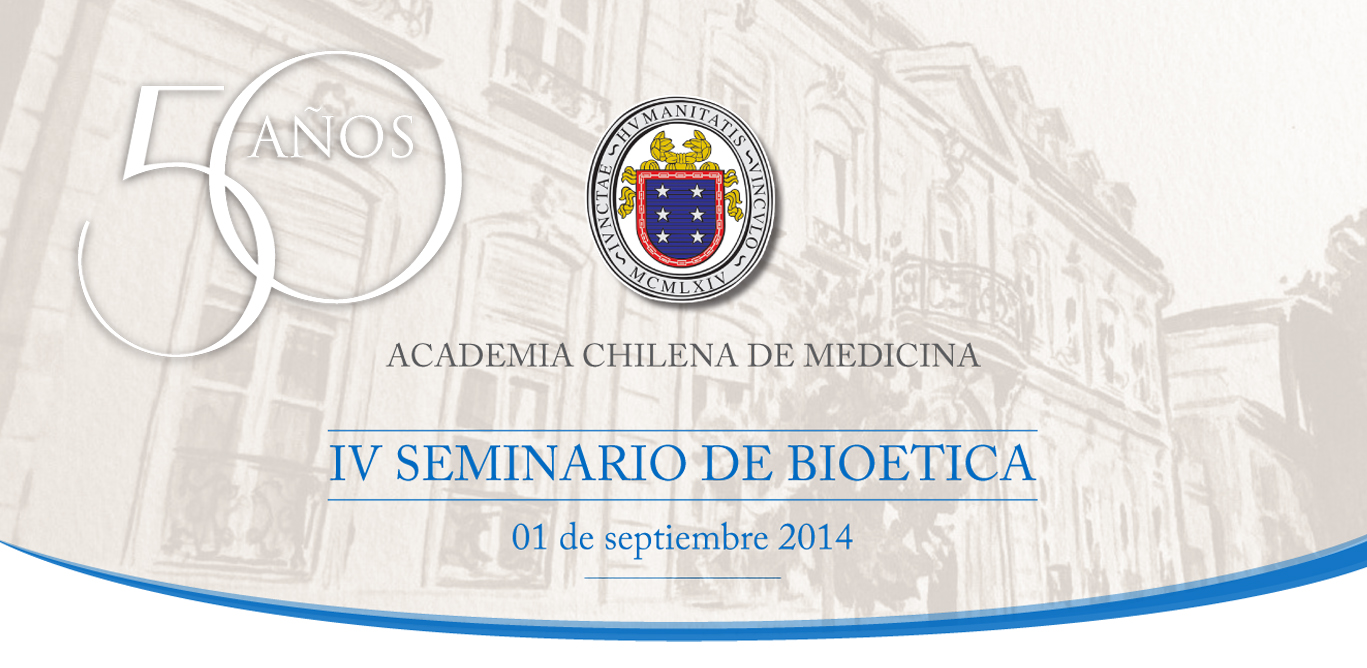 50
AÑOS
IVNCTAE ~ HVMANITATIS ~ VINCVLO ~
MCMLXIV
ACADEMIA CHILENA DE MEDICINA
IV SEMINARIO DE BIOETICA
01 de septiembre 2014